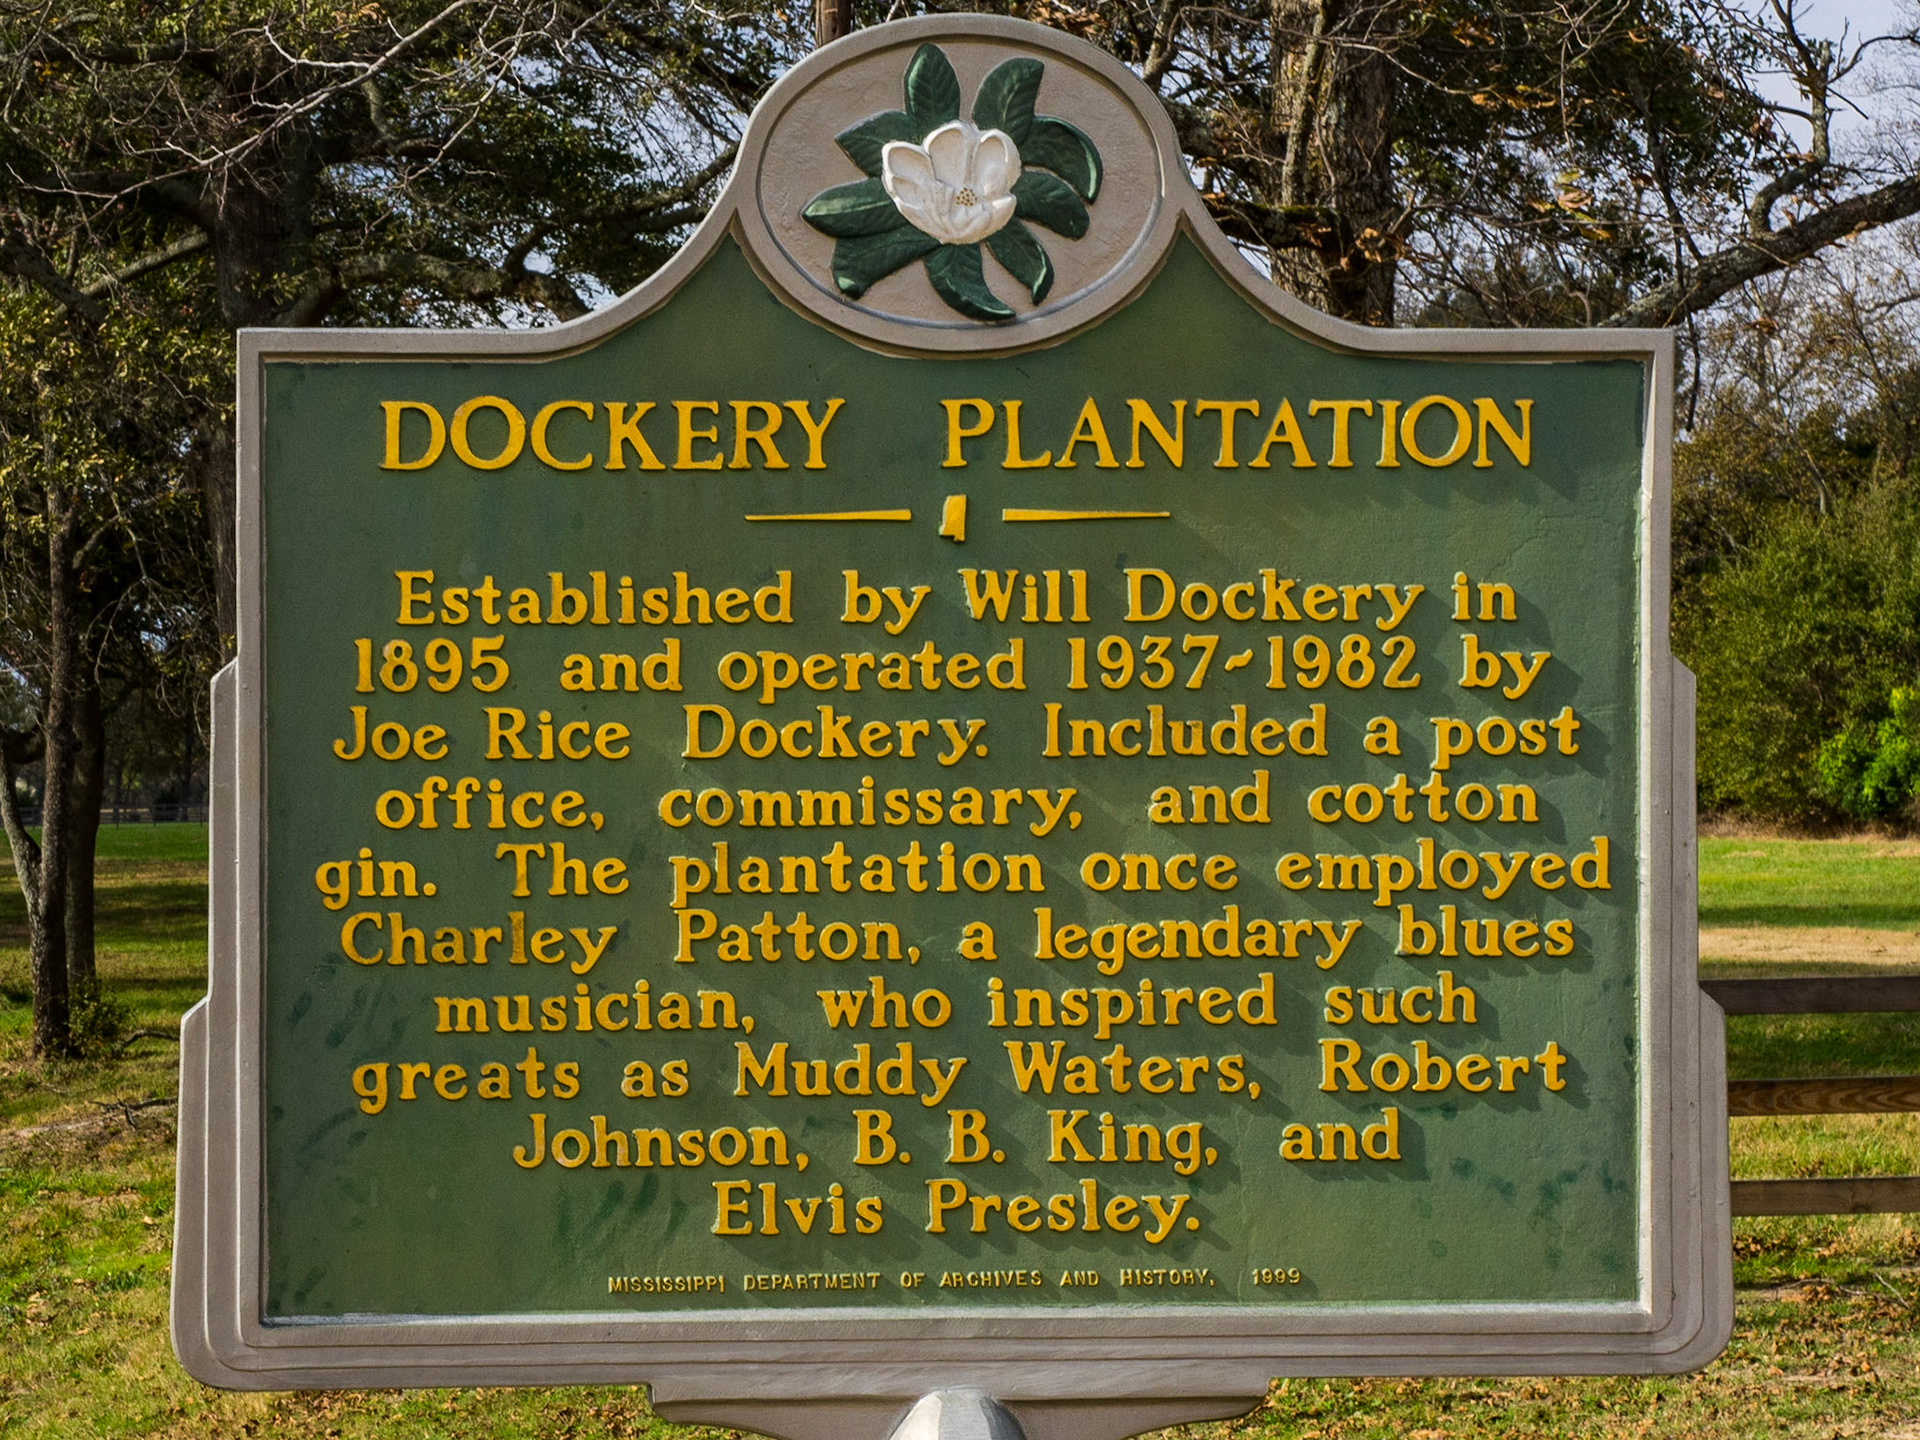 DOCKERY PLANTATION
Established by Will Dockery in
1895 and operated 1937~1982 by
Joe Rice Dockery. Included a post
office, commissary, and cotton
gin. The plantation once employed
Charley Patton, a legendary blues
musician, who inspired such
greats as Muddy Waters, Robert
Johnson, B. B. King, and
Elvis Presley.
MISSISSIPPI DEPARTMENT OF ARCHIVES AND HISTORY, 1999